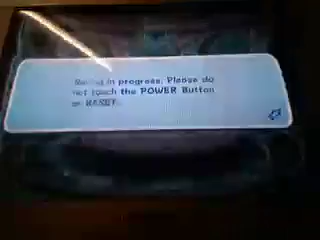 Saving in progress. Please do
not touch the POWER Button
or RESET.